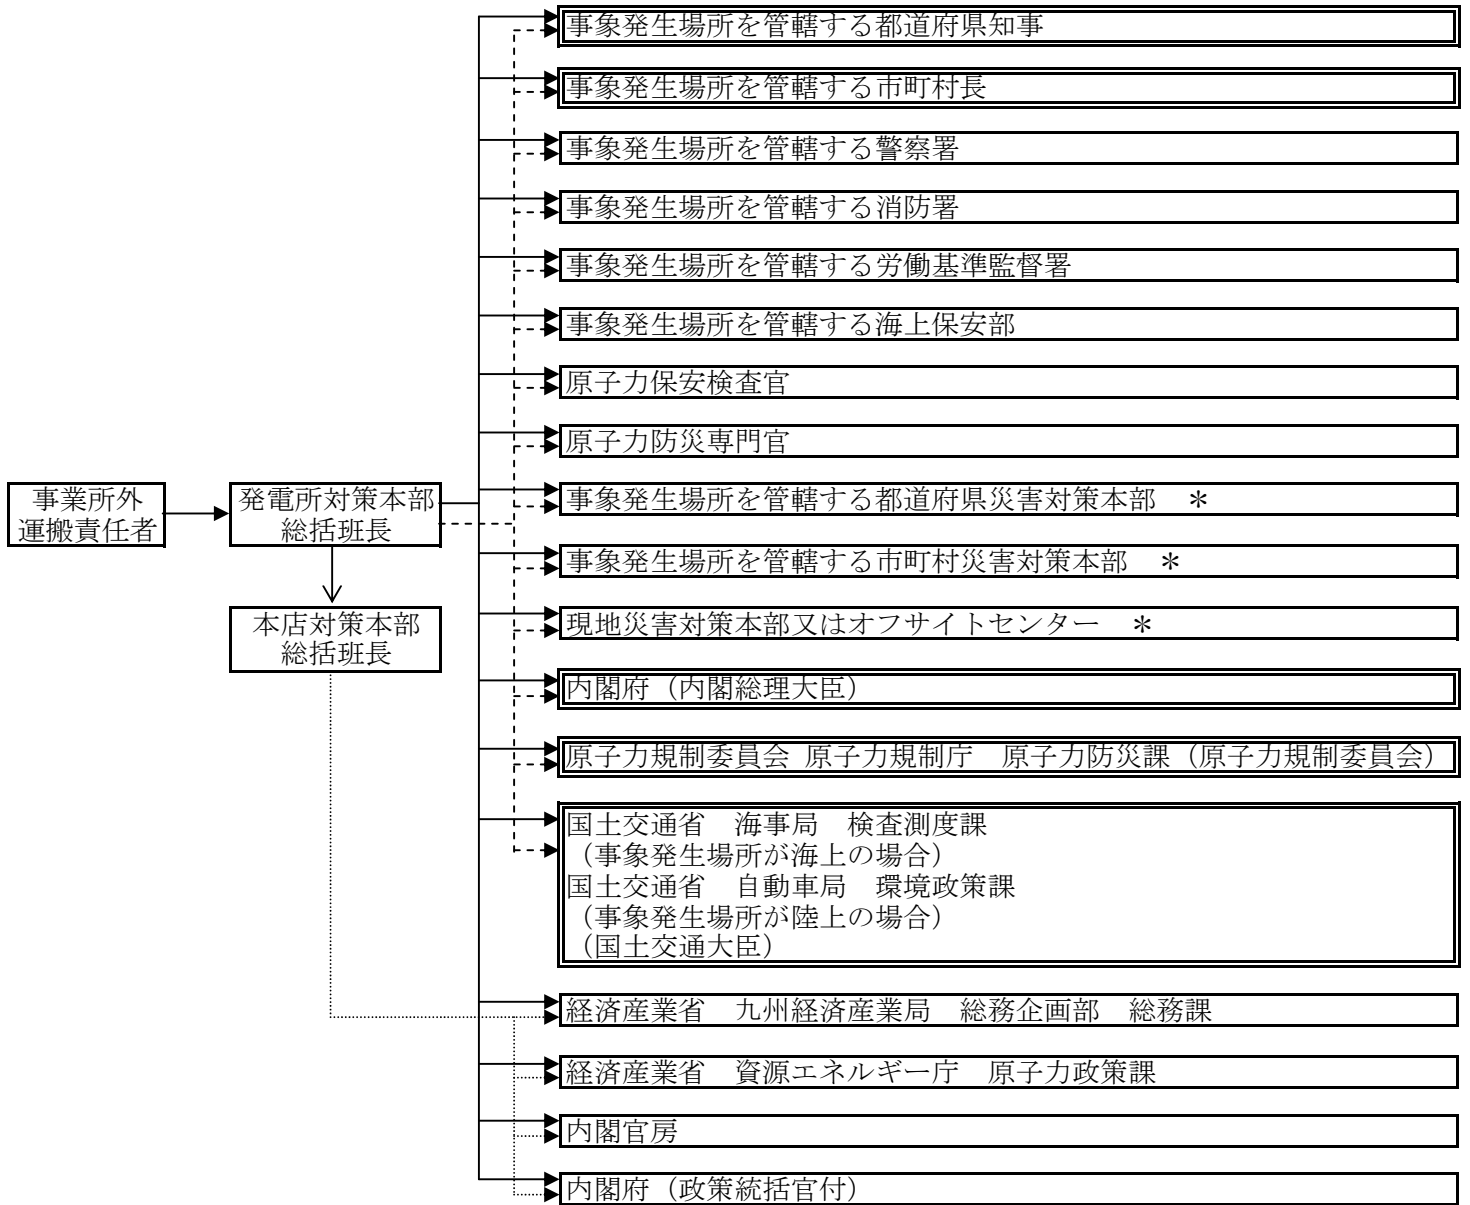 事象発生場所を管轄する都道府県知事
事象発生場所を管轄する市町村長
事象発生場所を管轄する警察署
事象発生場所を管轄する消防署
事象発生場所を管轄する労働基準監督署
事象発生場所を管轄する海上保安部
原子力保安検査官
原子力防災専門官
事業所外
運搬責任者
発電所対策本部
総括班長
本店対策本部
総括班長
事象発生場所を管轄する都道府県災害対策本部　＊
事象発生場所を管轄する市町村災害対策本部　＊
現地災害対策本部又はオフサイトセンター　＊
内閣府（内閣総理大臣）
原子力規制委員会 原子力規制庁　原子力防災課（原子力規制委員会）
国土交通省　海事局　検査測度課
（事象発生場所が海上の場合）
国土交通省　自動車局　環境政策課
（事象発生場所が陸上の場合）
（国土交通大臣）
経済産業省　九州経済産業局　総務企画部　総務課
経済産業省　資源エネルギー庁　原子力政策課
内閣官房
内閣府（政策統括官付）